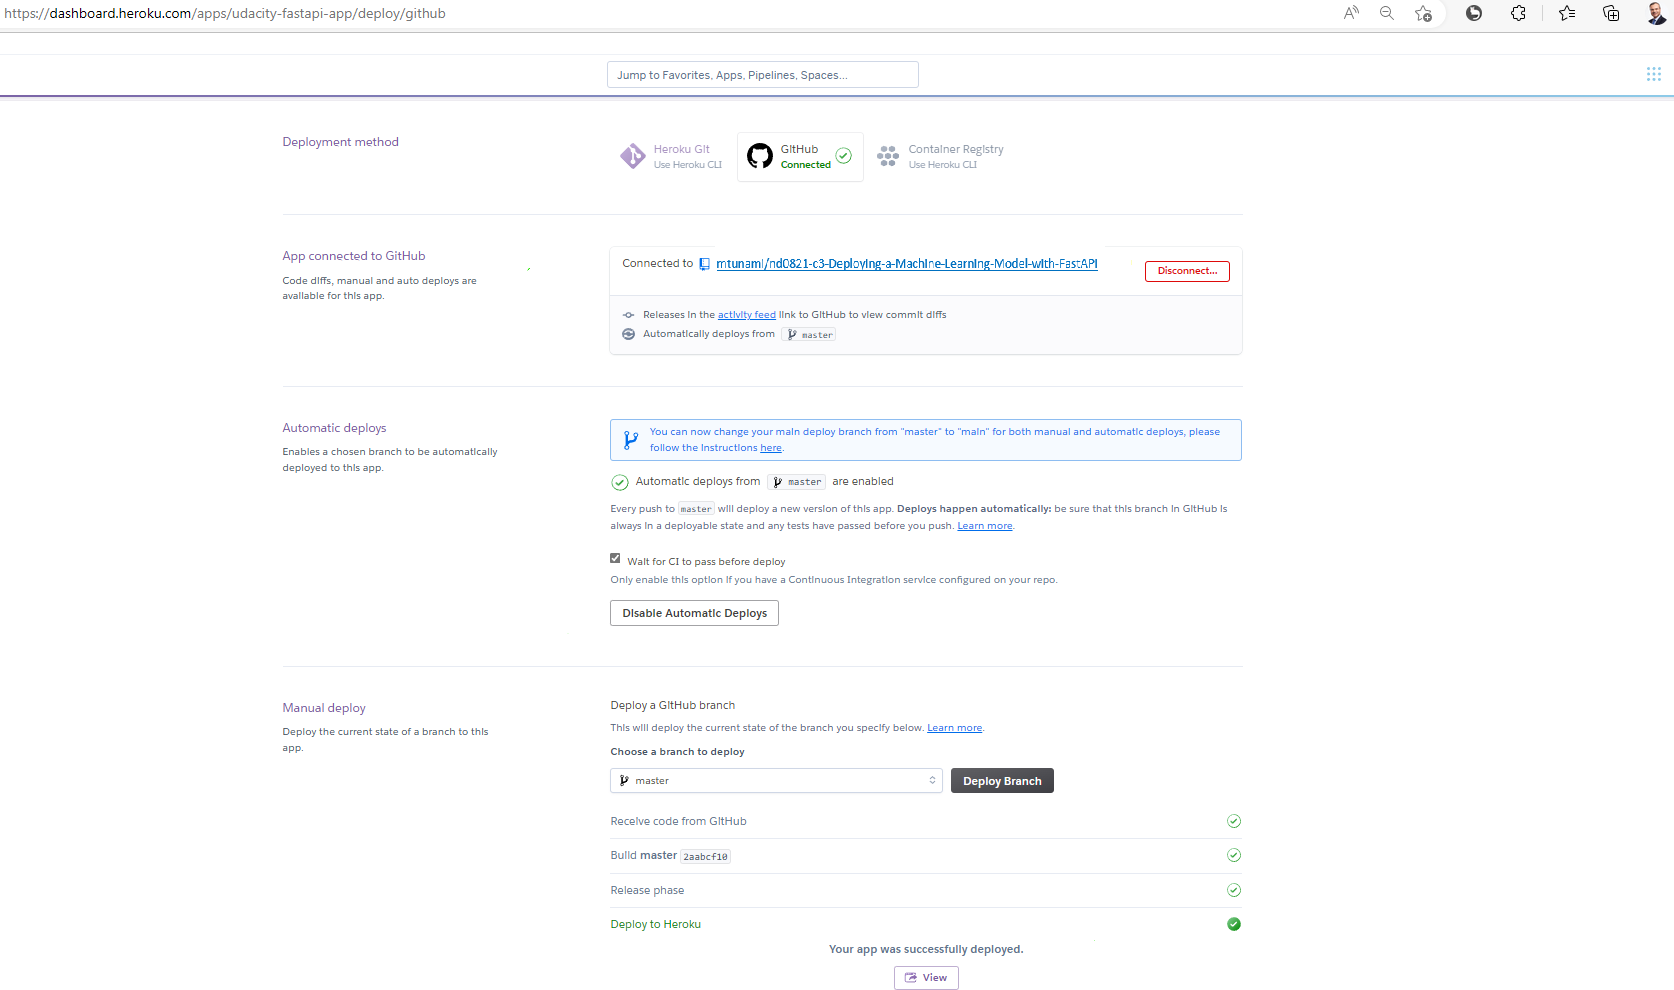 https://dashboard.heroku.com/apps/udacity-fastapi-app/deploy/github
Jump to Favorites, Apps, Pipelines, Spaces...
Deployment method
Heroku Git
Use Heroku CLI
GitHub
Connected
Container Registry
Use Heroku CLI
App connected to GitHub
Code diffs, manual and auto deploys are
available for this app.
Connected to mtunami/nd0821-c3-Deploying-a-Machine-Learning-Model-with-FastAPI
Disconnect...
Releases in the activity feed link to GitHub to view commit diffs
Automatically deploys from master
Automatic deploys
Enables a chosen branch to be automatically
deployed to this app.
You can now change your main deploy branch from "master" to "main" for both manual and automatic deploys, please
follow the instructions here.
Automatic deploys from master are enabled
Every push to master will deploy a new version of this app. Deploys happen automatically: be sure that this branch in GitHub is
always in a deployable state and any tests have passed before you push. Learn more.
Wait for CI to pass before deploy
Only enable this option if you have a Continuous Integration service configured on your repo.
Disable Automatic Deploys
Manual deploy
Deploy the current state of a branch to this
app.
Deploy a GitHub branch
This will deploy the current state of the branch you specify below. Learn more.
Choose a branch to deploy
master
Deploy Branch
Receive code from GitHub
Build master 2aabcf10
Release phase
Deploy to Heroku
Your app was successfully deployed.
View